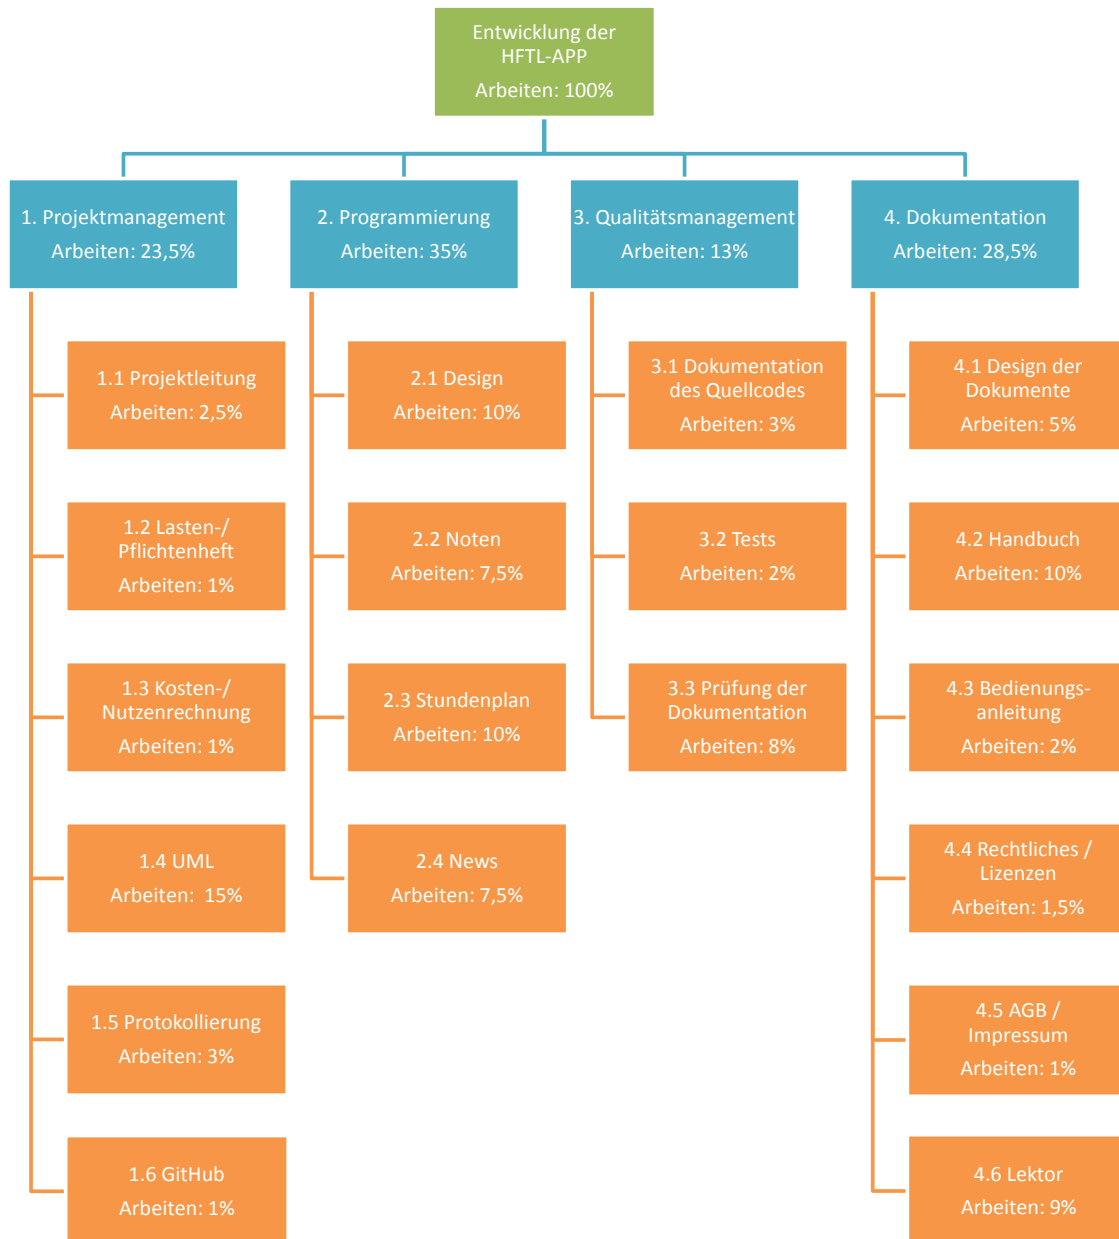 Entwicklung der
HFTL-APP
Arbeiten: 100%
1. Projektmanagement
Arbeiten: 23,5%
2. Programmierung
Arbeiten: 35%
3. Qualitätsmanagement
Arbeiten: 13%
4. Dokumentation
Arbeiten: 28,5%
1.1 Projektleitung
Arbeiten: 2,5%
1.2 Lasten-/
Pflichtenheft
Arbeiten: 1%
1.3 Kosten-/
Nutzenrechnung
Arbeiten: 1%
1.4 UML
Arbeiten: 15%
1.5 Protokollierung
Arbeiten: 3%
1.6 GitHub
Arbeiten: 1%
2.1 Design
Arbeiten: 10%
2.2 Noten
Arbeiten: 7,5%
2.3 Stundenplan
Arbeiten: 10%
2.4 News
Arbeiten: 7,5%
3.1 Dokumentation
des Quellcodes
Arbeiten: 3%
3.2 Tests
Arbeiten: 2%
3.3 Prüfung der
Dokumentation
Arbeiten: 8%
4.1 Design der
Dokumente
Arbeiten: 5%
4.2 Handbuch
Arbeiten: 10%
4.3 Bedienungs-
anleitung
Arbeiten: 2%
4.4 Rechtliches /
Lizenzen
Arbeiten: 1,5%
4.5 AGB /
Impressum
Arbeiten: 1%
4.6 Lektor
Arbeiten: 9%